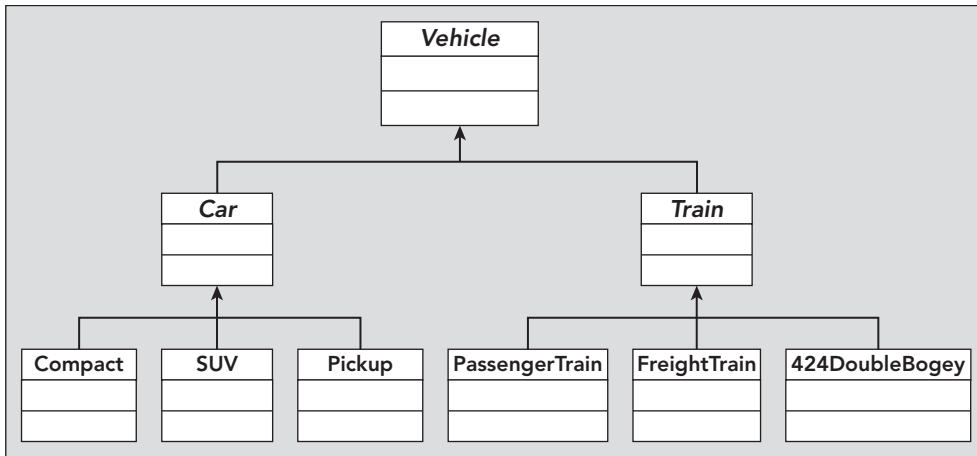 Vehicle
Car
Train
Compact
SUV
Pickup
PassengerTrain
FreightTrain
424DoubleBogey